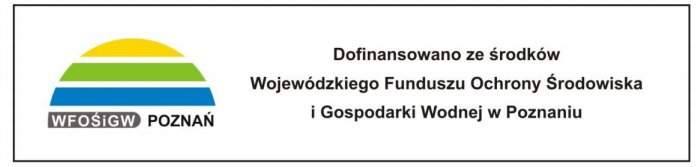 WFOŚiGW POZNAŃ
Dofinansowano ze środków
Wojewódzkiego Funduszu Ochrony Środowiska
i Gospodarki Wodnej w Poznaniu